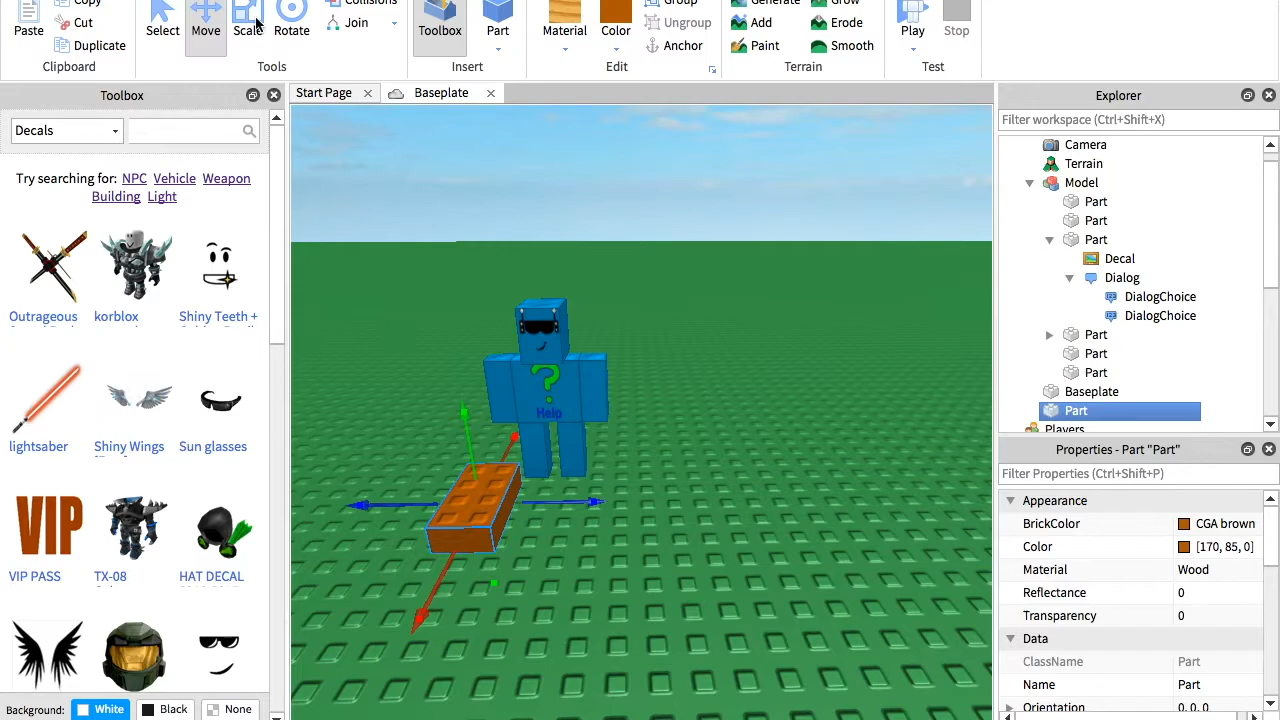 Copy
Collisions
Group
Generate
Grow
Paste
Cut
Select
Move
Scale
Rotate
Join
Toolbox
Part
Material
Color
Ungroup
Add
Erode
Play
Stop
Duplicate
Anchor
Paint
Smooth
Clipboard
Tools
Insert
Edit
Terrain
Test
Toolbox
Start Page
Baseplate
Explorer
Decals
Filter workspace (Ctrl+Shift+X)
Try searching for: NPC Vehicle Weapon
Building Light
Camera
Terrain
Model
Part
Part
Part
Decal
Dialog
DialogChoice
DialogChoice
Part
Part
Part
Baseplate
Part
Players
Outrageous
korblox
Shiny Teeth +
lightsaber
Shiny Wings
Sun glasses
VIP
VIP PASS
TX-08
HAT DECAL
?
Help
Properties - Part "Part"
Filter Properties (Ctrl+Shift+P)
Appearance
BrickColor CGA brown
Color [170, 85, 0]
Material Wood
Reflectance 0
Transparency 0
Data
ClassName Part
Name Part
Orientation 0, 0, 0
Background: White Black None